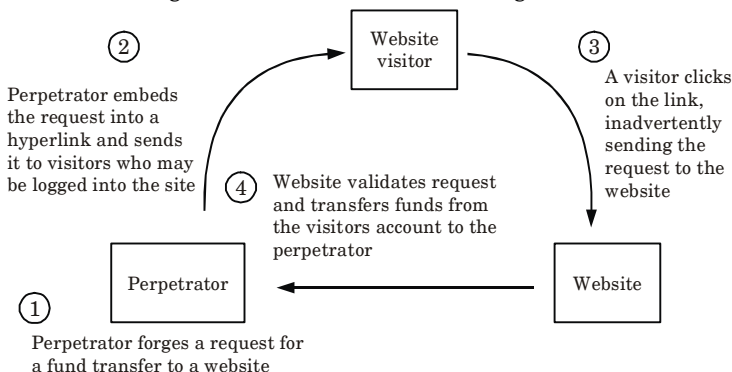 Website
visitor
2
Perpetrator embeds
the request into a
hyperlink and sends
it to visitors who may
be logged into the site
3
A visitor clicks
on the link,
inadvertently
sending the
request to the
website
4
Website validates request
and transfers funds from
the visitors account to the
perpetrator
Perpetrator
Website
1
Perpetrator forges a request for
a fund transfer to a website